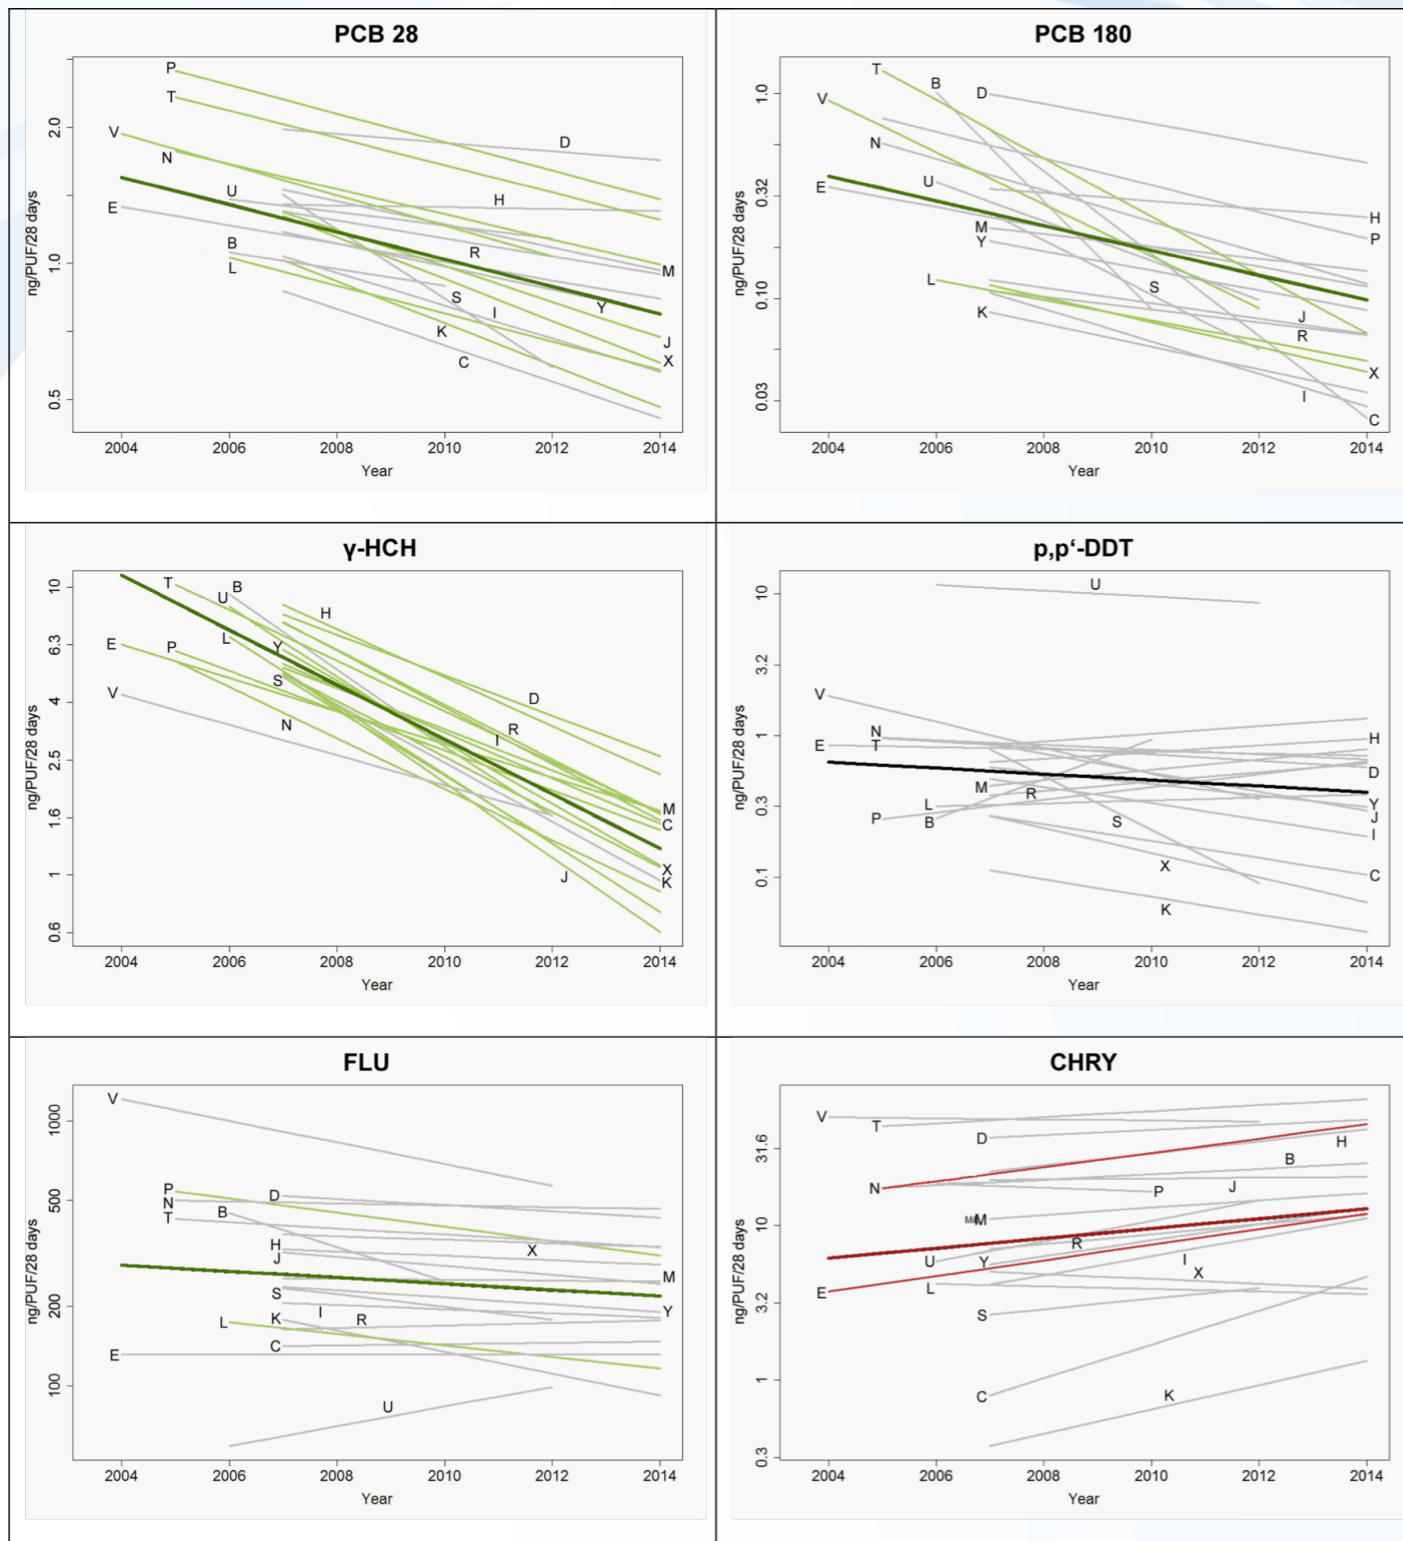 PCB 28
ng/PUF/28 days
2.0
1.0
0.5
P
T
V
N
U
E
B
L
D
H
R
M
S
I
Y
K
J
C
X
2004 2006 2008 2010 2012 2014
Year
PCB 180
ng/PUF/28 days
1.0
0.32
0.10
0.03
T
B
D
V
N
U
E
M
Y
H
P
L
S
K
J
R
X
I
C
2004 2006 2008 2010 2012 2014
Year
γ-HCH
ng/PUF/28 days
10
6.3
4
2.5
1.6
1
0.6
T
B
U
H
L
E
P
Y
S
V
D
N
R
I
M
C
X
J
K
2004 2006 2008 2010 2012 2014
Year
p,p‘-DDT
ng/PUF/28 days
10
3.2
1
0.3
0.1
U
V
N
E
T
H
D
M
R
L
Y
P
B
S
J
I
X
C
K
2004 2006 2008 2010 2012 2014
Year
FLU
ng/PUF/28 days
1000
500
200
100
V
P
D
N
B
T
H
X
J
M
S
I
Y
L
K
R
C
E
U
2004 2006 2008 2010 2012 2014
Year
CHRY
ng/PUF/28 days
31.6
10
3.2
1
0.3
V
T
D
H
B
N
P
J
M
R
U
Y
I
X
L
E
S
C
K
2004 2006 2008 2010 2012 2014
Year